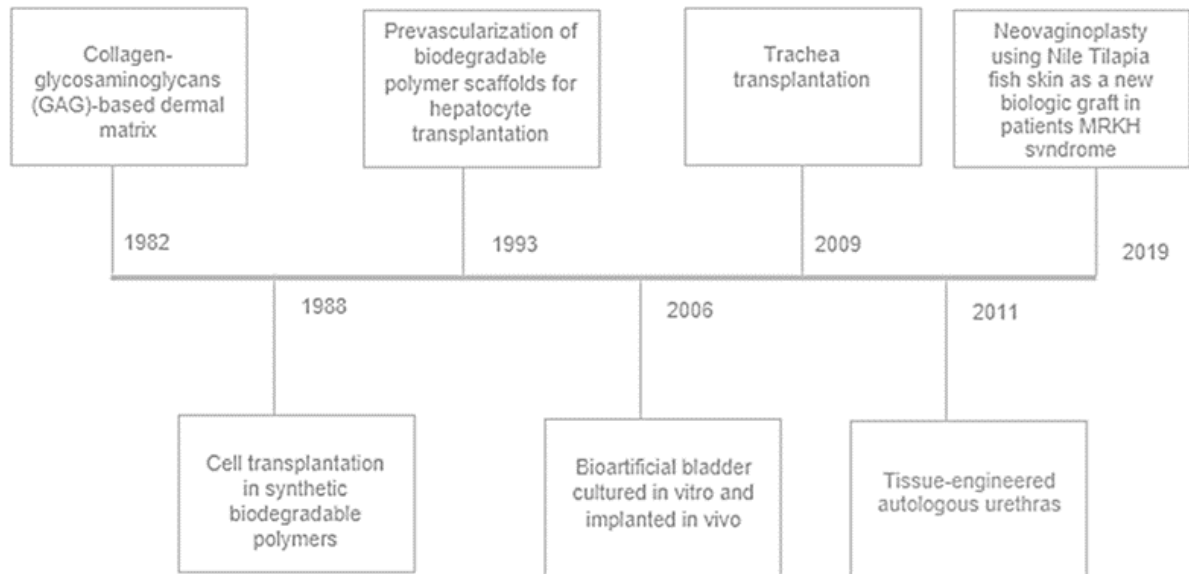 Collagen-
glycosaminoglycans
(GAG)-based dermal
matrix
Prevascularization of
biodegradable
polymer scaffolds for
hepatocyte
transplantation
Trachea
transplantation
Neovaginoplasty
using Nile Tilapia
fish skin as a new
biologic graft in
patients MRKH
syndrome
1982
1993
2009
2019
1988
2006
2011
Cell transplantation
in synthetic
biodegradable
polymers
Bioartificial bladder
cultured in vitro and
implanted in vivo
Tissue-engineered
autologous urethras